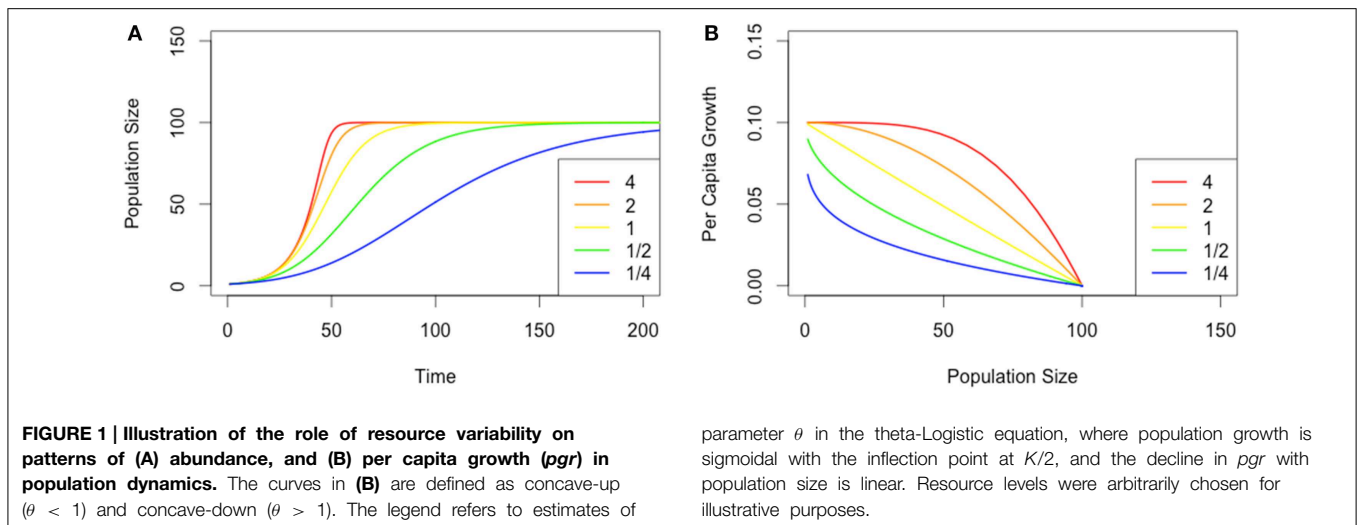 A
Population Size
150
100
50
0
4
2
1
1/2
1/4
0
50
100
150
200
Time
B
Per Capita Growth
0.15
0.10
0.05
0.00
4
2
1
1/2
1/4
0
50
100
150
Population Size
FIGURE 1 | Illustration of the role of resource variability on
patterns of (A) abundance, and (B) per capita growth (pgr) in
population dynamics. The curves in (B) are defined as concave-up
(θ < 1) and concave-down (θ > 1). The legend refers to estimates of
parameter θ in the theta-Logistic equation, where population growth is
sigmoidal with the inflection point at K/2, and the decline in pgr with
population size is linear. Resource levels were arbitrarily chosen for
illustrative purposes.